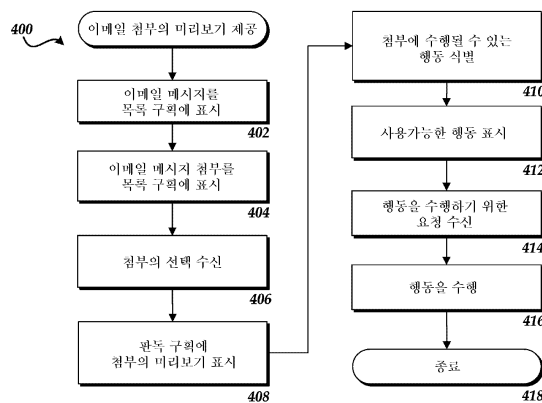 400
이메일 첨부의 미리보기 제공
이메일 메시지를
목록 구획에 표시
402
이메일 메시지 첨부를
목록 구획에 표시
404
첨부의 선택 수신
406
판독 구획에
첨부의 미리보기 표시
408
첨부에 수행될 수 있는
행동 식별
410
사용가능한 행동 표시
412
행동을 수행하기 위한
요청 수신
414
행동을 수행
416
종료
418